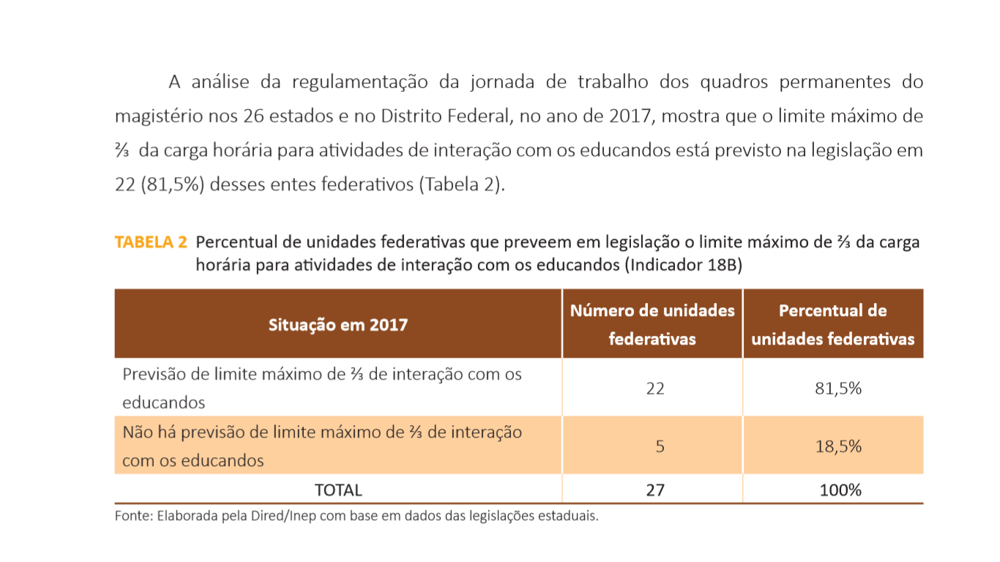 A análise da regulamentação da jornada de trabalho dos quadros permanentes do
magistério nos 26 estados e no Distrito Federal, no ano de 2017, mostra que o limite máximo de
⅔ da carga horária para atividades de interação com os educandos está previsto na legislação em
22 (81,5%) desses entes federativos (Tabela 2).
TABELA 2 Percentual de unidades federativas que preveem em legislação o limite máximo de ⅔ da carga
horária para atividades de interação com os educandos (Indicador 18B)
Situação em 2017
Número de unidades
federativas
Percentual de
unidades federativas
Previsão de limite máximo de ⅔ de interação com os
educandos
22
81,5%
Não há previsão de limite máximo de ⅔ de interação
com os educandos
5
18,5%
TOTAL
27
100%
Fonte: Elaborada pela Dired/Inep com base em dados das legislações estaduais.